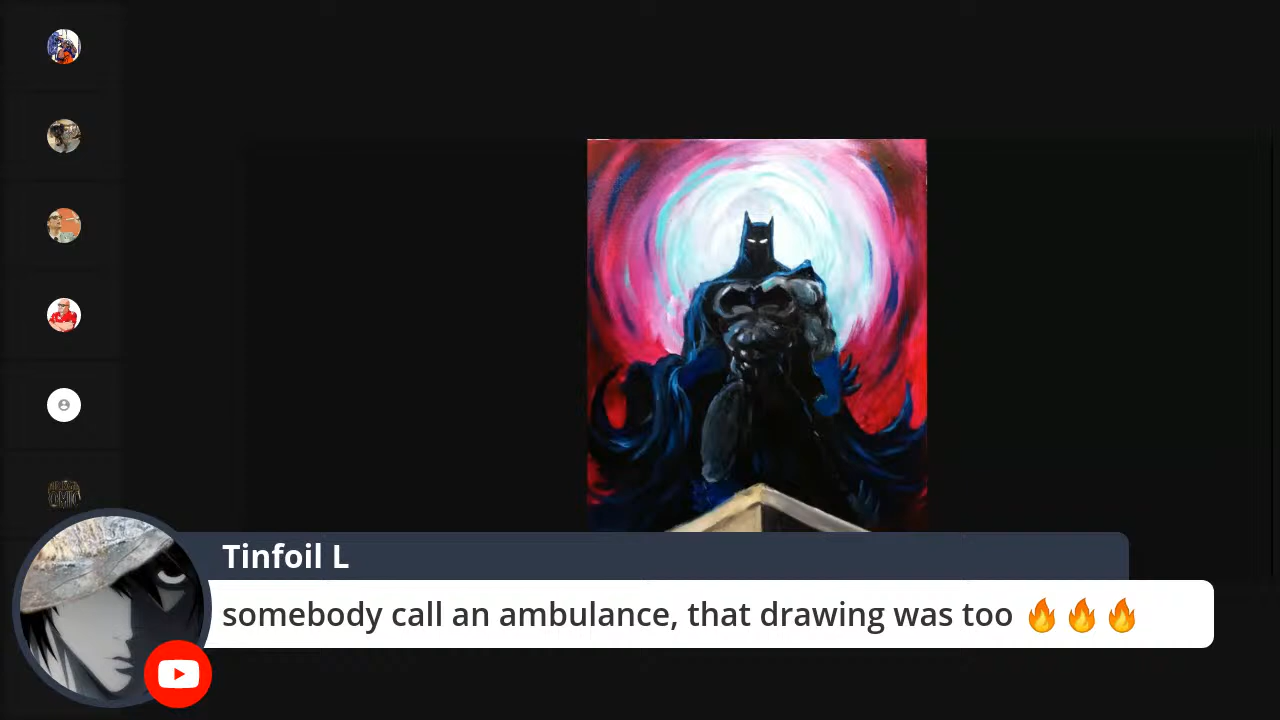 Tinfoil L
somebody call an ambulance, that drawing was too 🔥🔥🔥